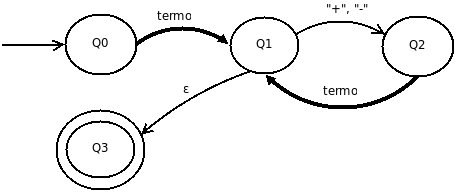 termo
"+", "-"
Q0
Q1
Q2
ε
termo
Q3